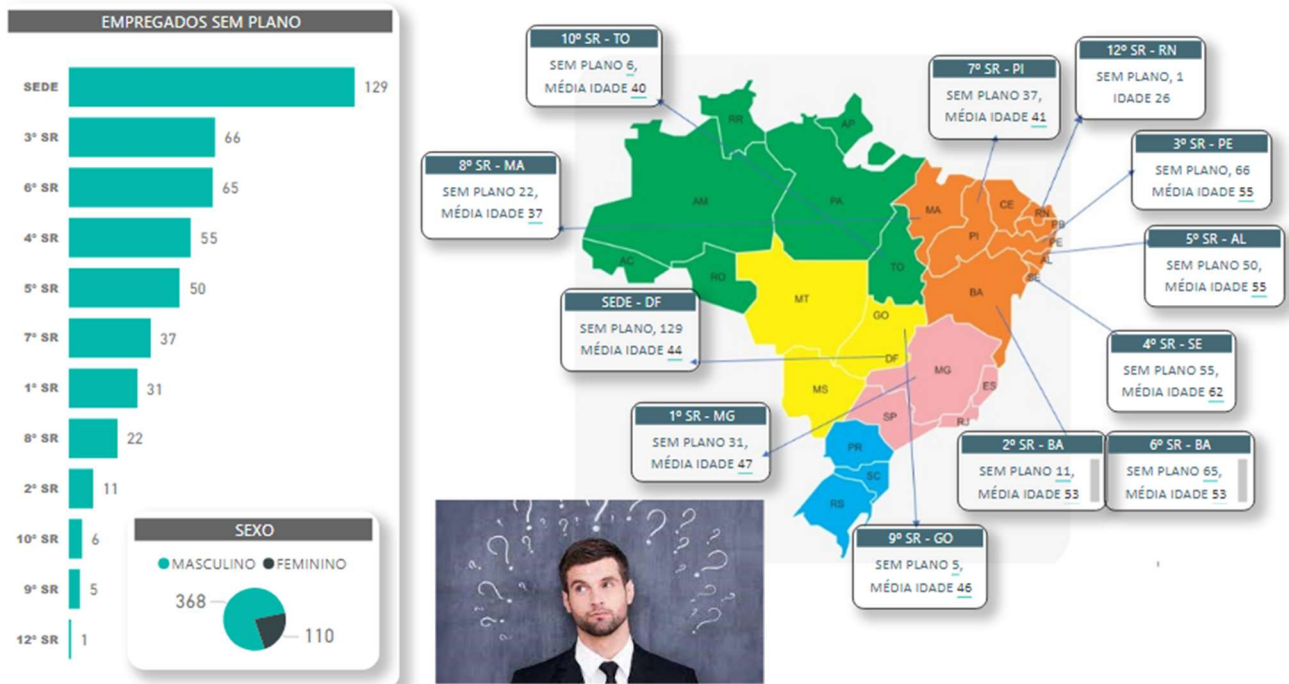 EMPREGADOS SEM PLANO
SEDE 129
3º SR 66
6º SR 65
4º SR 55
5º SR 50
7º SR 37
1º SR 31
8º SR 22
2º SR 11
10º SR 6
9º SR 5
12º SR 1
SEXO
MASCULINO FEMININO
368
110
10º SR - TO
SEM PLANO 6,
MÉDIA IDADE 40
7º SR - PI
SEM PLANO 37,
MÉDIA IDADE 41
12º SR - RN
SEM PLANO, 1
IDADE 26
3º SR - PE
SEM PLANO, 66
MÉDIA IDADE 55
8º SR - MA
SEM PLANO 22,
MÉDIA IDADE 37
5º SR - AL
SEM PLANO 50,
MÉDIA IDADE 55
SEDE - DF
SEM PLANO, 129
MÉDIA IDADE 44
4º SR - SE
SEM PLANO 55,
MÉDIA IDADE 62
1º SR - MG
SEM PLANO 31,
MÉDIA IDADE 47
2º SR - BA
SEM PLANO 11,
MÉDIA IDADE 53
6º SR - BA
SEM PLANO 65,
MÉDIA IDADE 53
9º SR - GO
SEM PLANO 5,
MÉDIA IDADE 46
RR
AP
AM
PA
MA
CE
RN
PB
PE
AL
SE
PI
AC
RO
TO
BA
MT
GO
DF
MG
ES
MS
SP
RJ
PR
SC
RS